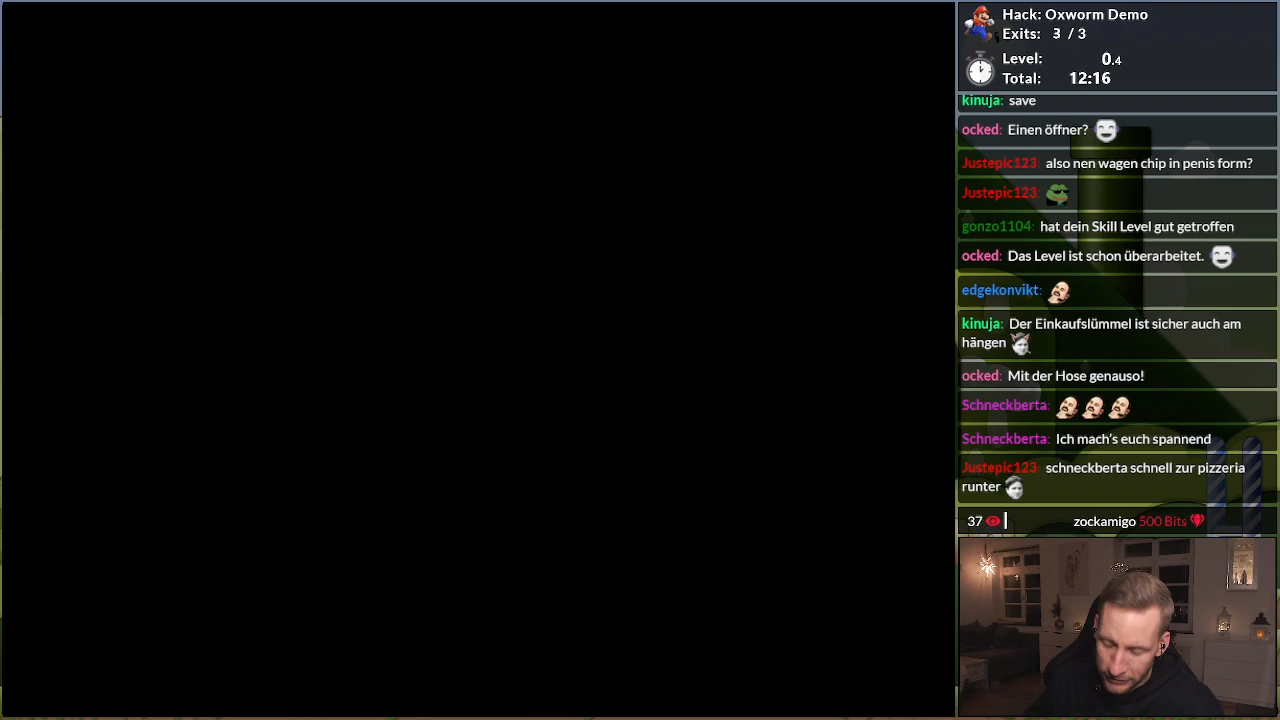 Hack: Oxworm Demo
Exits: 3 / 3
Level: 0.4
Total: 12:16
kinuja: save
ocked: Einen öffner?
Justepic123: also nen wagen chip in penis form?
Justepic123:
gonzo1104: hat dein Skill Level gut getroffen
ocked: Das Level ist schon überarbeitet.
edgekonvikt:
kinuja: Der Einkaufslümmel ist sicher auch am
hängen
ocked: Mit der Hose genauso!
Schneckberta:
Schneckberta: Ich mach's euch spannend
Justepic123: schneckberta schnell zur pizzeria
runter
37 zockamigo 500 Bits